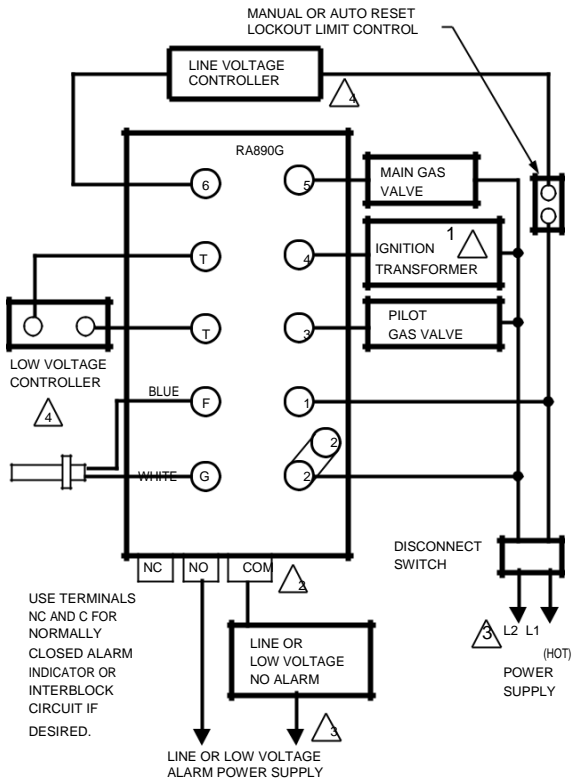 MANUAL OR AUTO RESET
LOCKOUT LIMIT CONTROL
LINE VOLTAGE
CONTROLLER
4
RA890G
6
5
MAIN GAS
VALVE
T
4
IGNITION
TRANSFORMER
1
T
3
PILOT
GAS VALVE
LOW VOLTAGE
CONTROLLER
4
BLUE
F
1
2
WHITE
G
2
NC
NO
COM
2
DISCONNECT
SWITCH
3
L2
L1
(HOT)
POWER
SUPPLY
USE TERMINALS
NC AND C FOR
NORMALLY
CLOSED ALARM
INDICATOR OR
INTERBLOCK
CIRCUIT IF
DESIRED.
LINE OR
LOW VOLTAGE
NO ALARM
3
LINE OR LOW VOLTAGE
ALARM POWER SUPPLY